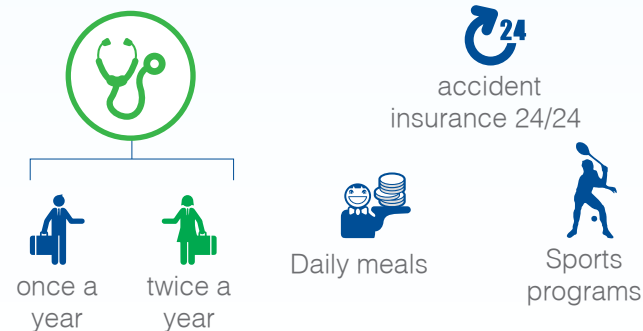 24
accident
insurance 24/24
once a
year
twice a
year
Daily meals
Sports
programs